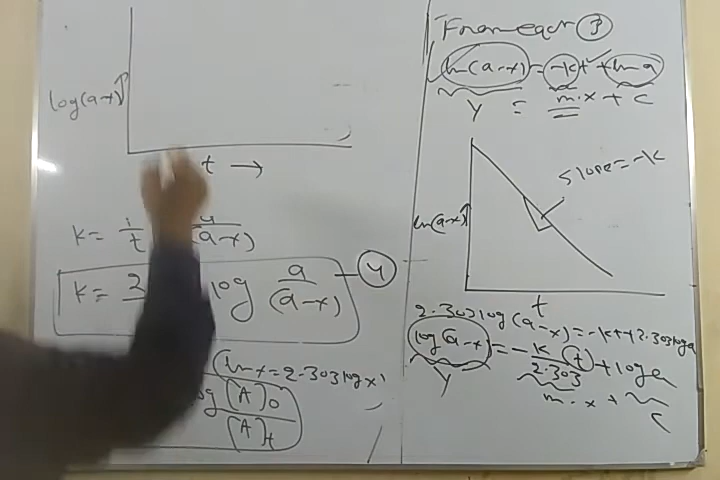 log(a-x)
t →
k = 1/t a/(a-x)
k = 2 log a/(a-x) — 4
(ln x = 2.303 log x)
log [A]0/[A]t
From eqn 3
ln(a-x) = -kt + ln a
y = m.x + c
slope = -k
ln(a-x)
t
2.303 log(a-x) = -kt + 2.303 log a
log(a-x) = -k/2.303 (t) + log a
y m.x + c